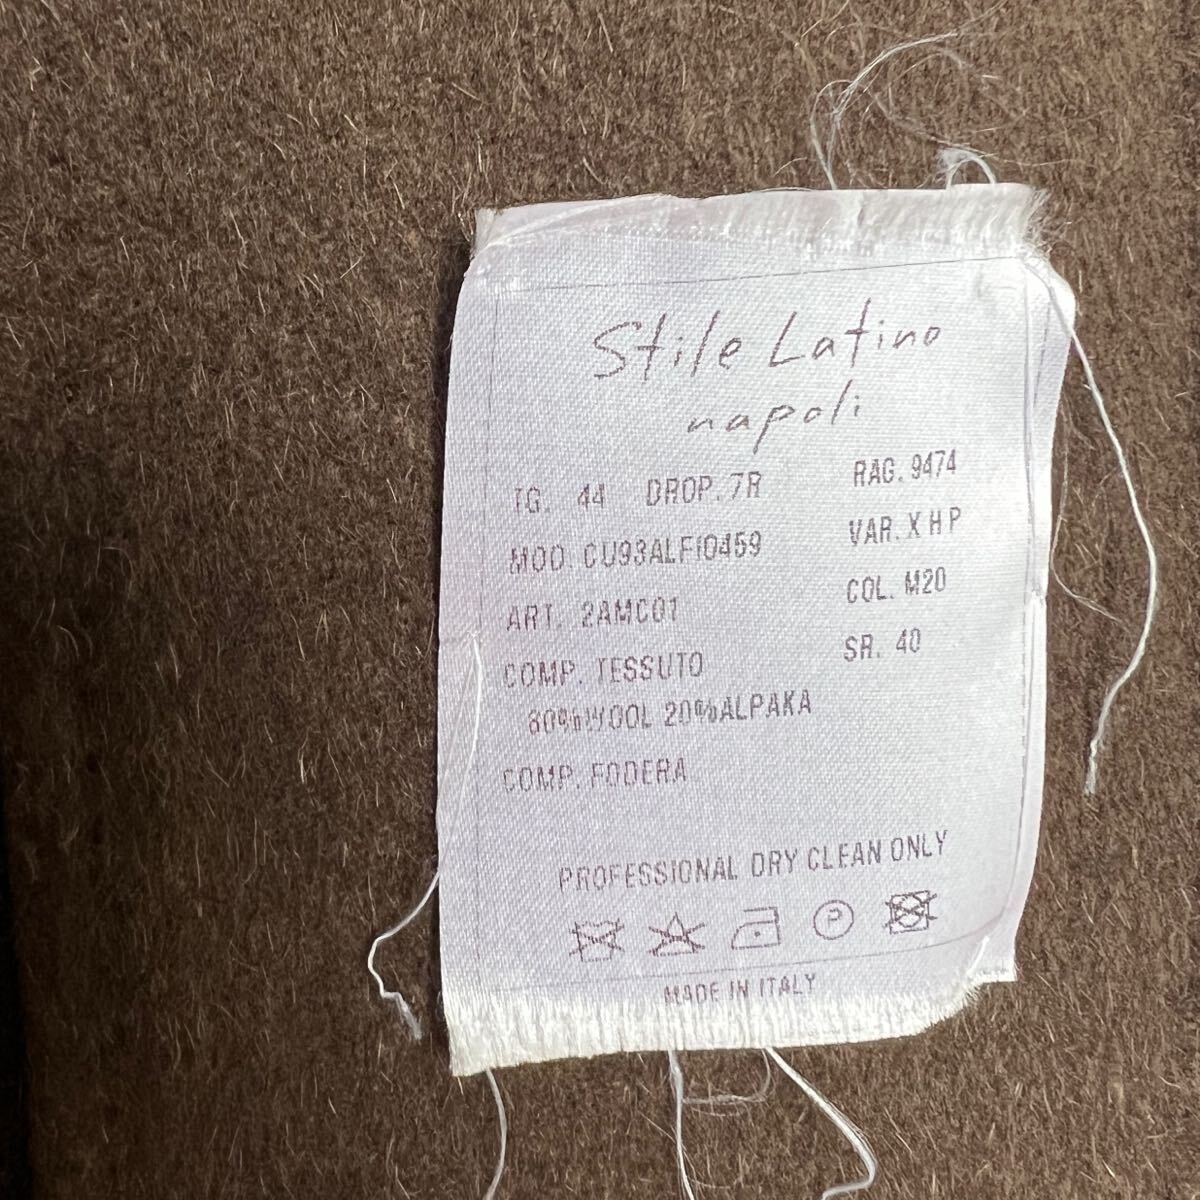 Stile Latino
napoli
TG. 44 DROP. 7R RAG. 9474
MOD. CU93ALFI0459 VAR. X H P
ART. 2AMC01 COL. M20
COMP. TESSUTO SR. 40
80%WOOL 20%ALPAKA
COMP. FODERA
PROFESSIONAL DRY CLEAN ONLY
P
MADE IN ITALY